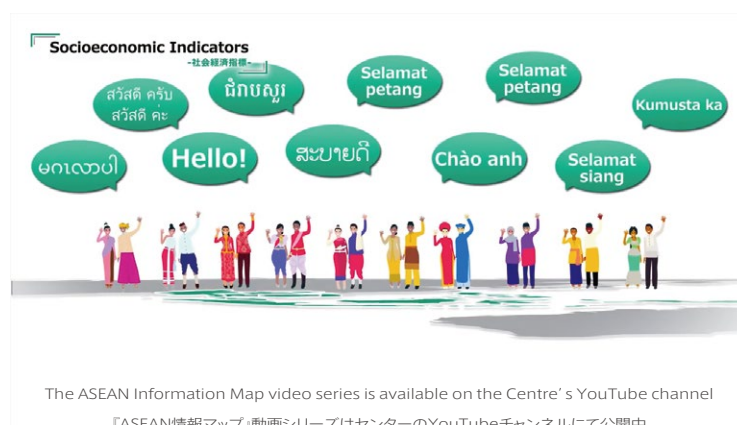 Socioeconomic Indicators
-社会経済指標-
สวัสดี ครับ
สวัสดี ค่ะ
ជំរាបសួរ
Selamat
petang
Selamat
petang
Kumusta ka
မင်္ဂလာပါ
Hello!
ສະບາຍດີ
Chào anh
Selamat
siang
The ASEAN Information Map video series is available on the Centre's YouTube channel
『ASEAN情報マップ』動画シリーズはセンターのYouTubeチャンネルにて公開中